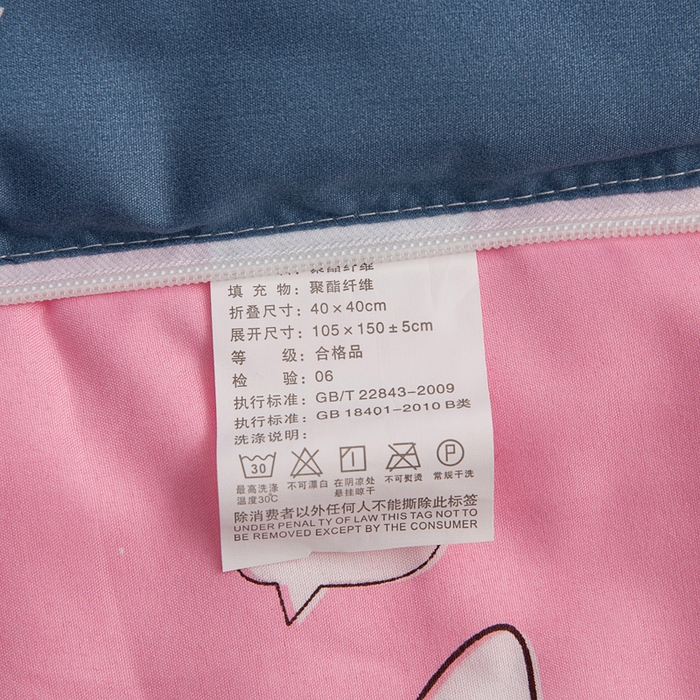 填 充 物：聚酯纤维
折叠尺寸：40×40cm
展开尺寸：105×150±5cm
等 级：合格品
检 验：06
执行标准：GB/T 22843-2009
执行标准：GB 18401-2010 B类
洗涤说明：
30 P
最高洗涤温度30℃ 不可漂白 在阴凉处悬挂晾干 不可熨烫 常规干洗
除消费者以外任何人不能撕除此标签
UNDER PENALTY OF LAW THIS TAG NOT TO
BE REMOVED EXCEPT BY THE CONSUMER